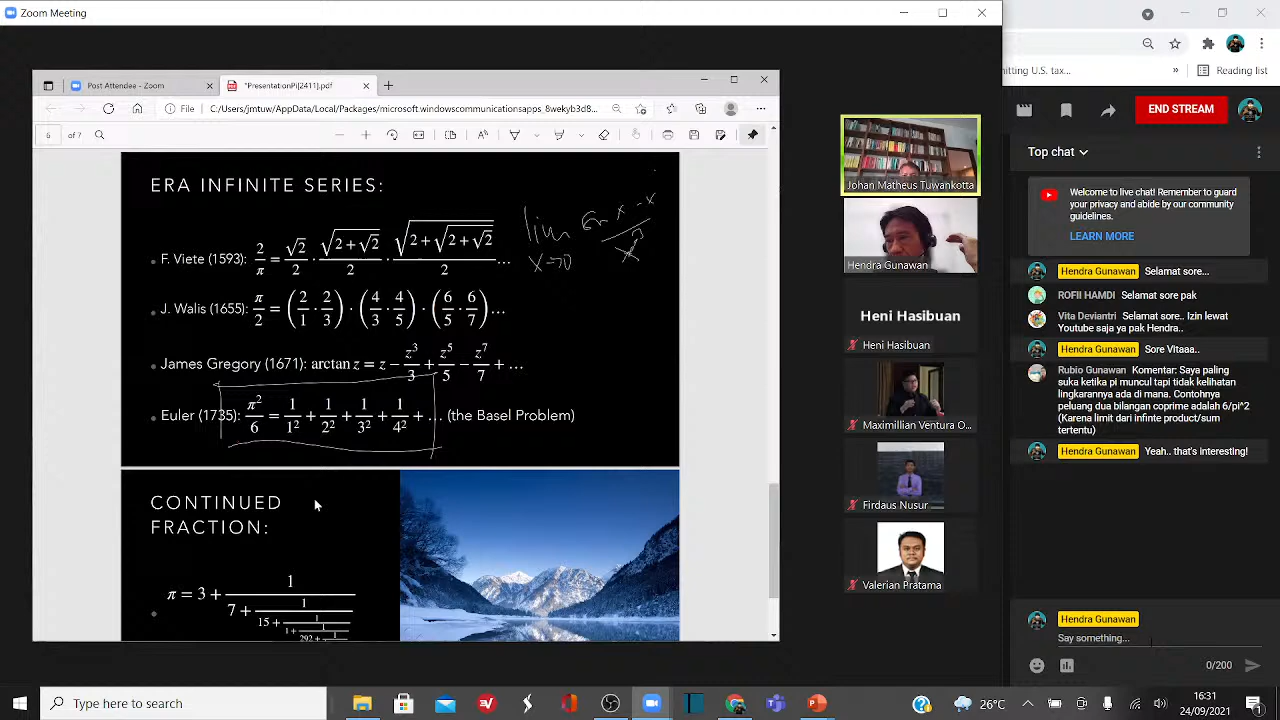 Zoom Meeting
Post Attendee - Zoom
*PresentationPi[2411].pdf
File
C:/Users/jmtuw/AppData/Local/Packages/microsoft.windowscommunicationsapps_8wekyb3d8...
6 of 7
ERA INFINITE SERIES:
F. Viete (1593): 2/π = √2/2 · √(2+√2)/2 · √(2+√(2+√2))/2 ...
lim x→0
J. Walis (1655): π/2 = (2/1 · 2/3) · (4/3 · 4/5) · (6/5 · 6/7) ...
James Gregory (1671): arctan z = z − z³/3 + z⁵/5 − z⁷/7 + ...
Euler (1735): π²/6 = 1/1² + 1/2² + 1/3² + 1/4² + ... (the Basel Problem)
CONTINUED
FRACTION:
π = 3 + 1/(7 + 1/(15 + 1/(1 + 1/(292 + 
Johan Matheus Tuwankotta
Hendra Gunawan
Heni Hasibuan
Heni Hasibuan
Maximillian Ventura O...
Firdaus Nusur
Valerian Pratama
nitting U.S. tax...
»
Reading list
END STREAM
Top chat
Welcome to live chat! Remember to guard
your privacy and abide by our community
guidelines.
LEARN MORE
Hendra Gunawan Selamat sore...
ROFII HAMDI Selamat sore pak
Vita Deviantri Selamat sore.. Izin lewat
Youtube saja ya pak Hendra..
Hendra Gunawan Sore Vitaaa..
Rubio Gunawan Komentar: Saya paling
suka ketika pi muncul tapi tidak kelihatan
lingkarannya ada di mana. Contohnya
peluang dua bilangan coprime adalah 6/pi^2
(Karena limit dari infinite product/sum
tertentu)
Hendra Gunawan Yeah.. that's interesting!
Hendra Gunawan
Say something...
0/200
Type here to search
26°C
16:31
24/09/2021